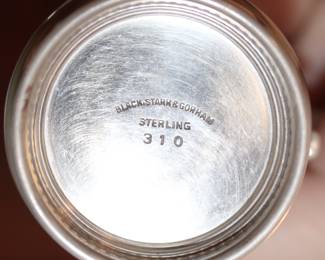 BLACK·STARR & GORHAM
STERLING
310